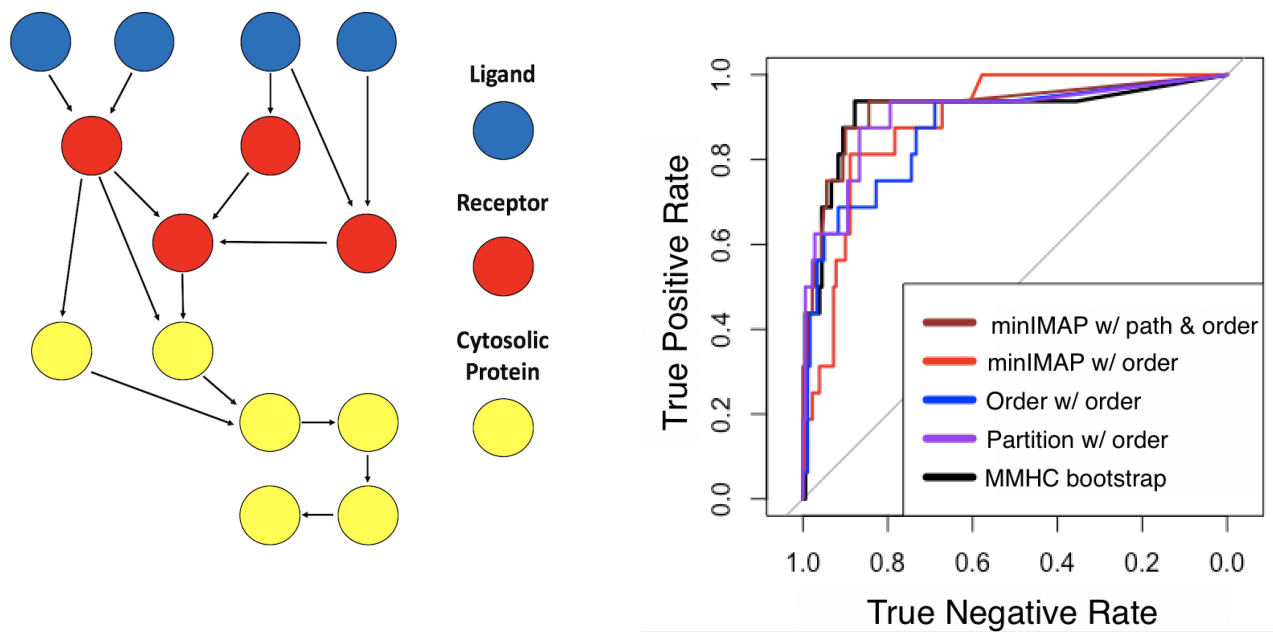 Ligand
Receptor
Cytosolic
Protein
True Positive Rate
1.0
0.8
0.6
0.4
0.2
0.0
minIMAP w/ path & order
minIMAP w/ order
Order w/ order
Partition w/ order
MMHC bootstrap
1.0 0.8 0.6 0.4 0.2 0.0
True Negative Rate